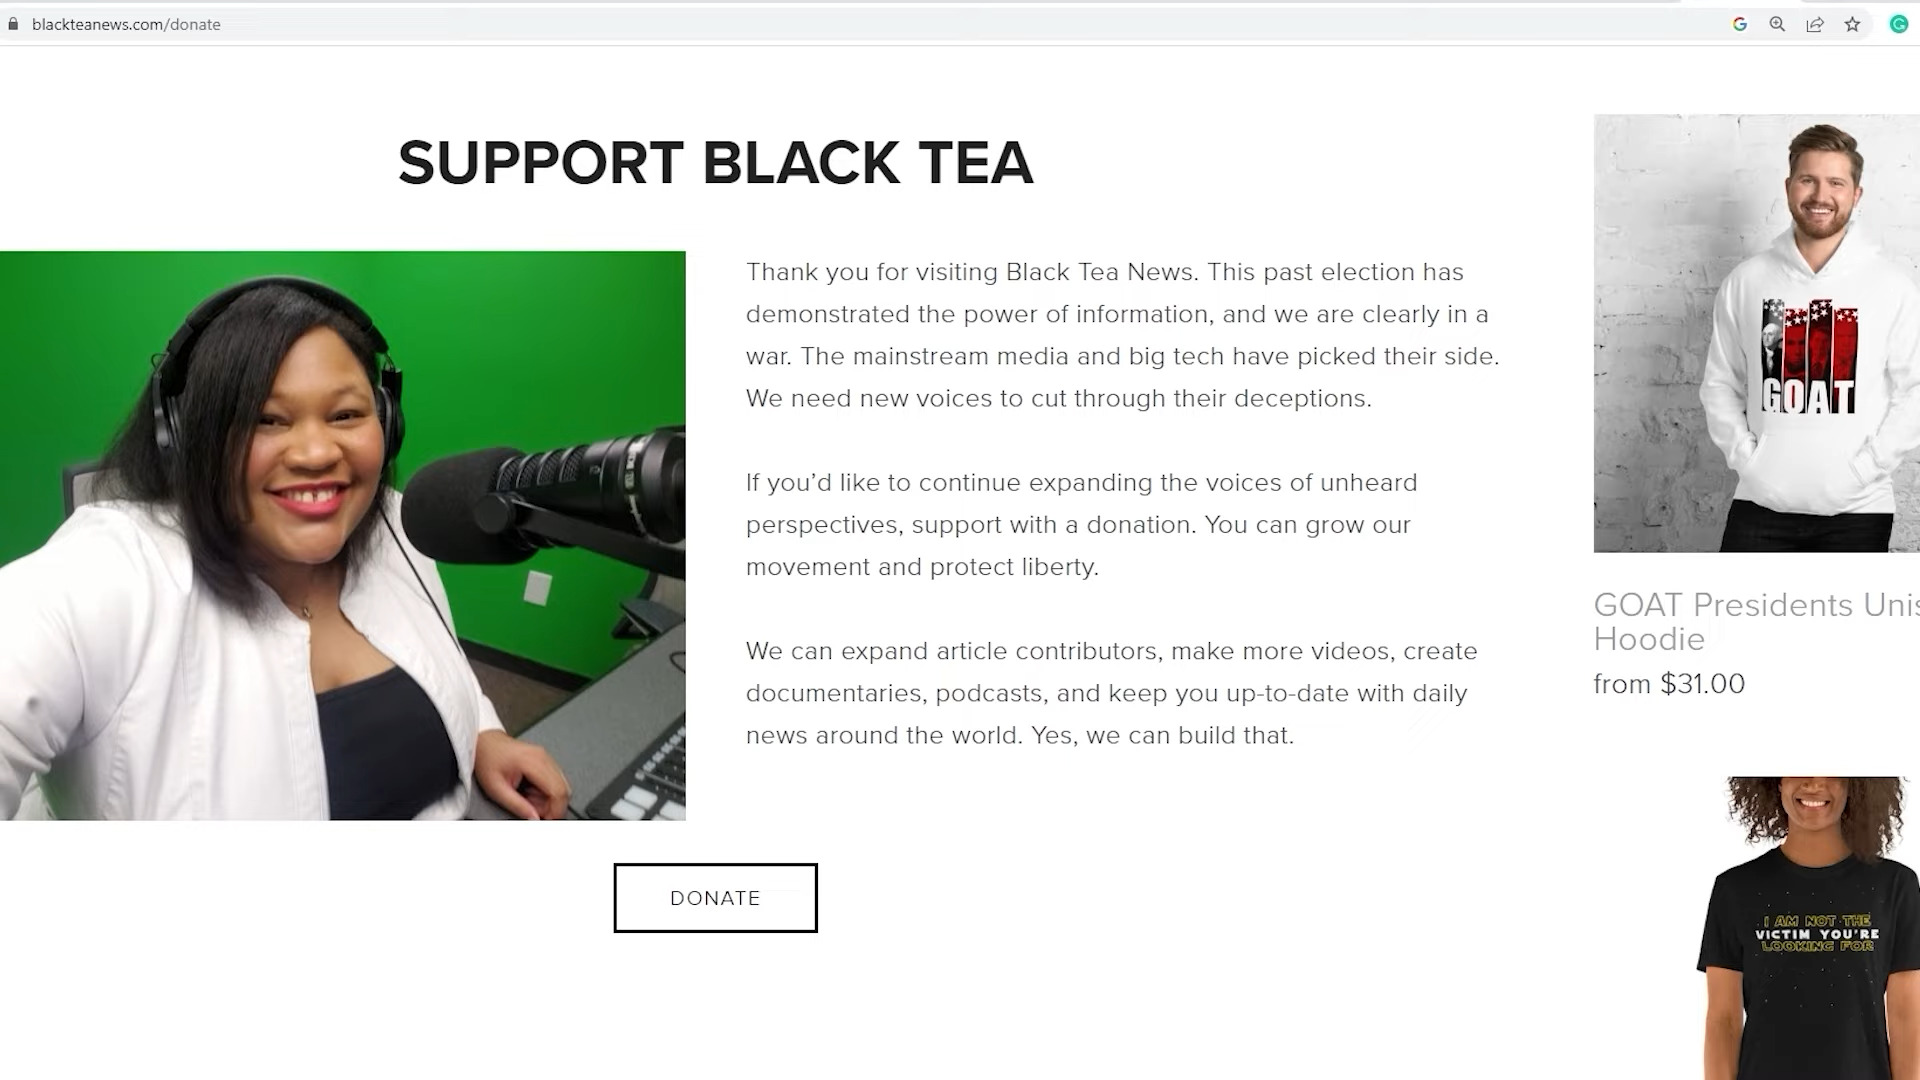 blackteanews.com/donate
SUPPORT BLACK TEA
Thank you for visiting Black Tea News. This past election has
demonstrated the power of information, and we are clearly in a
war. The mainstream media and big tech have picked their side.
We need new voices to cut through their deceptions.
If you’d like to continue expanding the voices of unheard
perspectives, support with a donation. You can grow our
movement and protect liberty.
We can expand article contributors, make more videos, create
documentaries, podcasts, and keep you up-to-date with daily
news around the world. Yes, we can build that.
DONATE
GOAT
GOAT Presidents Unis
Hoodie
from $31.00
I AM NOT THE
VICTIM YOU'RE
LOOKING FOR